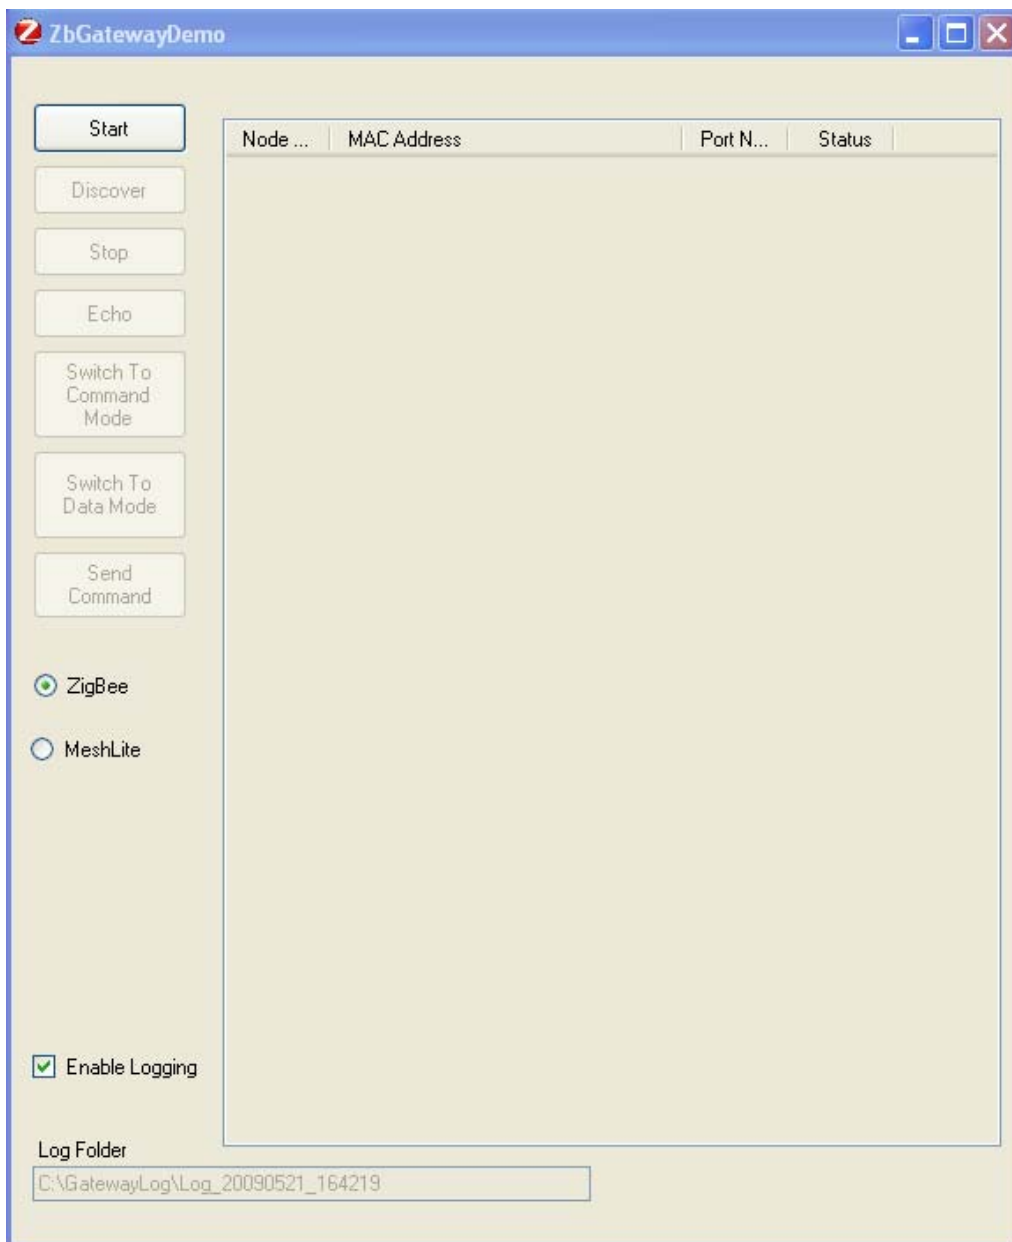 ZbGatewayDemo
Start
Node ... MAC Address Port N... Status
Discover
Stop
Echo
Switch To
Command
Mode
Switch To
Data Mode
Send
Command
ZigBee
MeshLite
Enable Logging
Log Folder
C:\GatewayLog\Log_20090521_164219